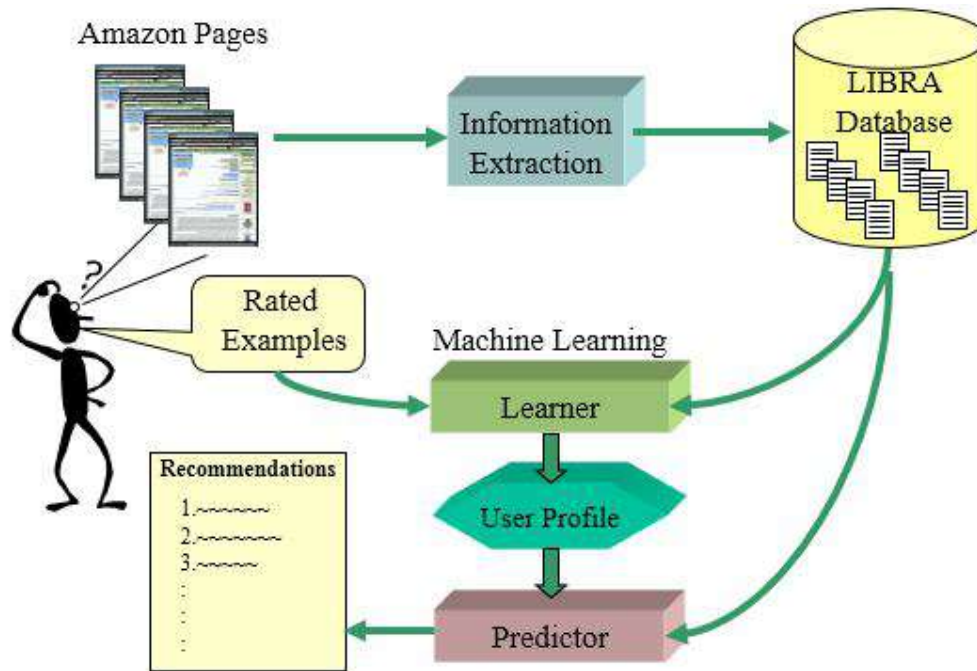 Amazon Pages
Information
Extraction
LIBRA
Database
?
Rated
Examples
Machine Learning
Learner
User Profile
Predictor
Recommendations
1.~~~~~~
2.~~~~~~~
3.~~~~~
:
:
: